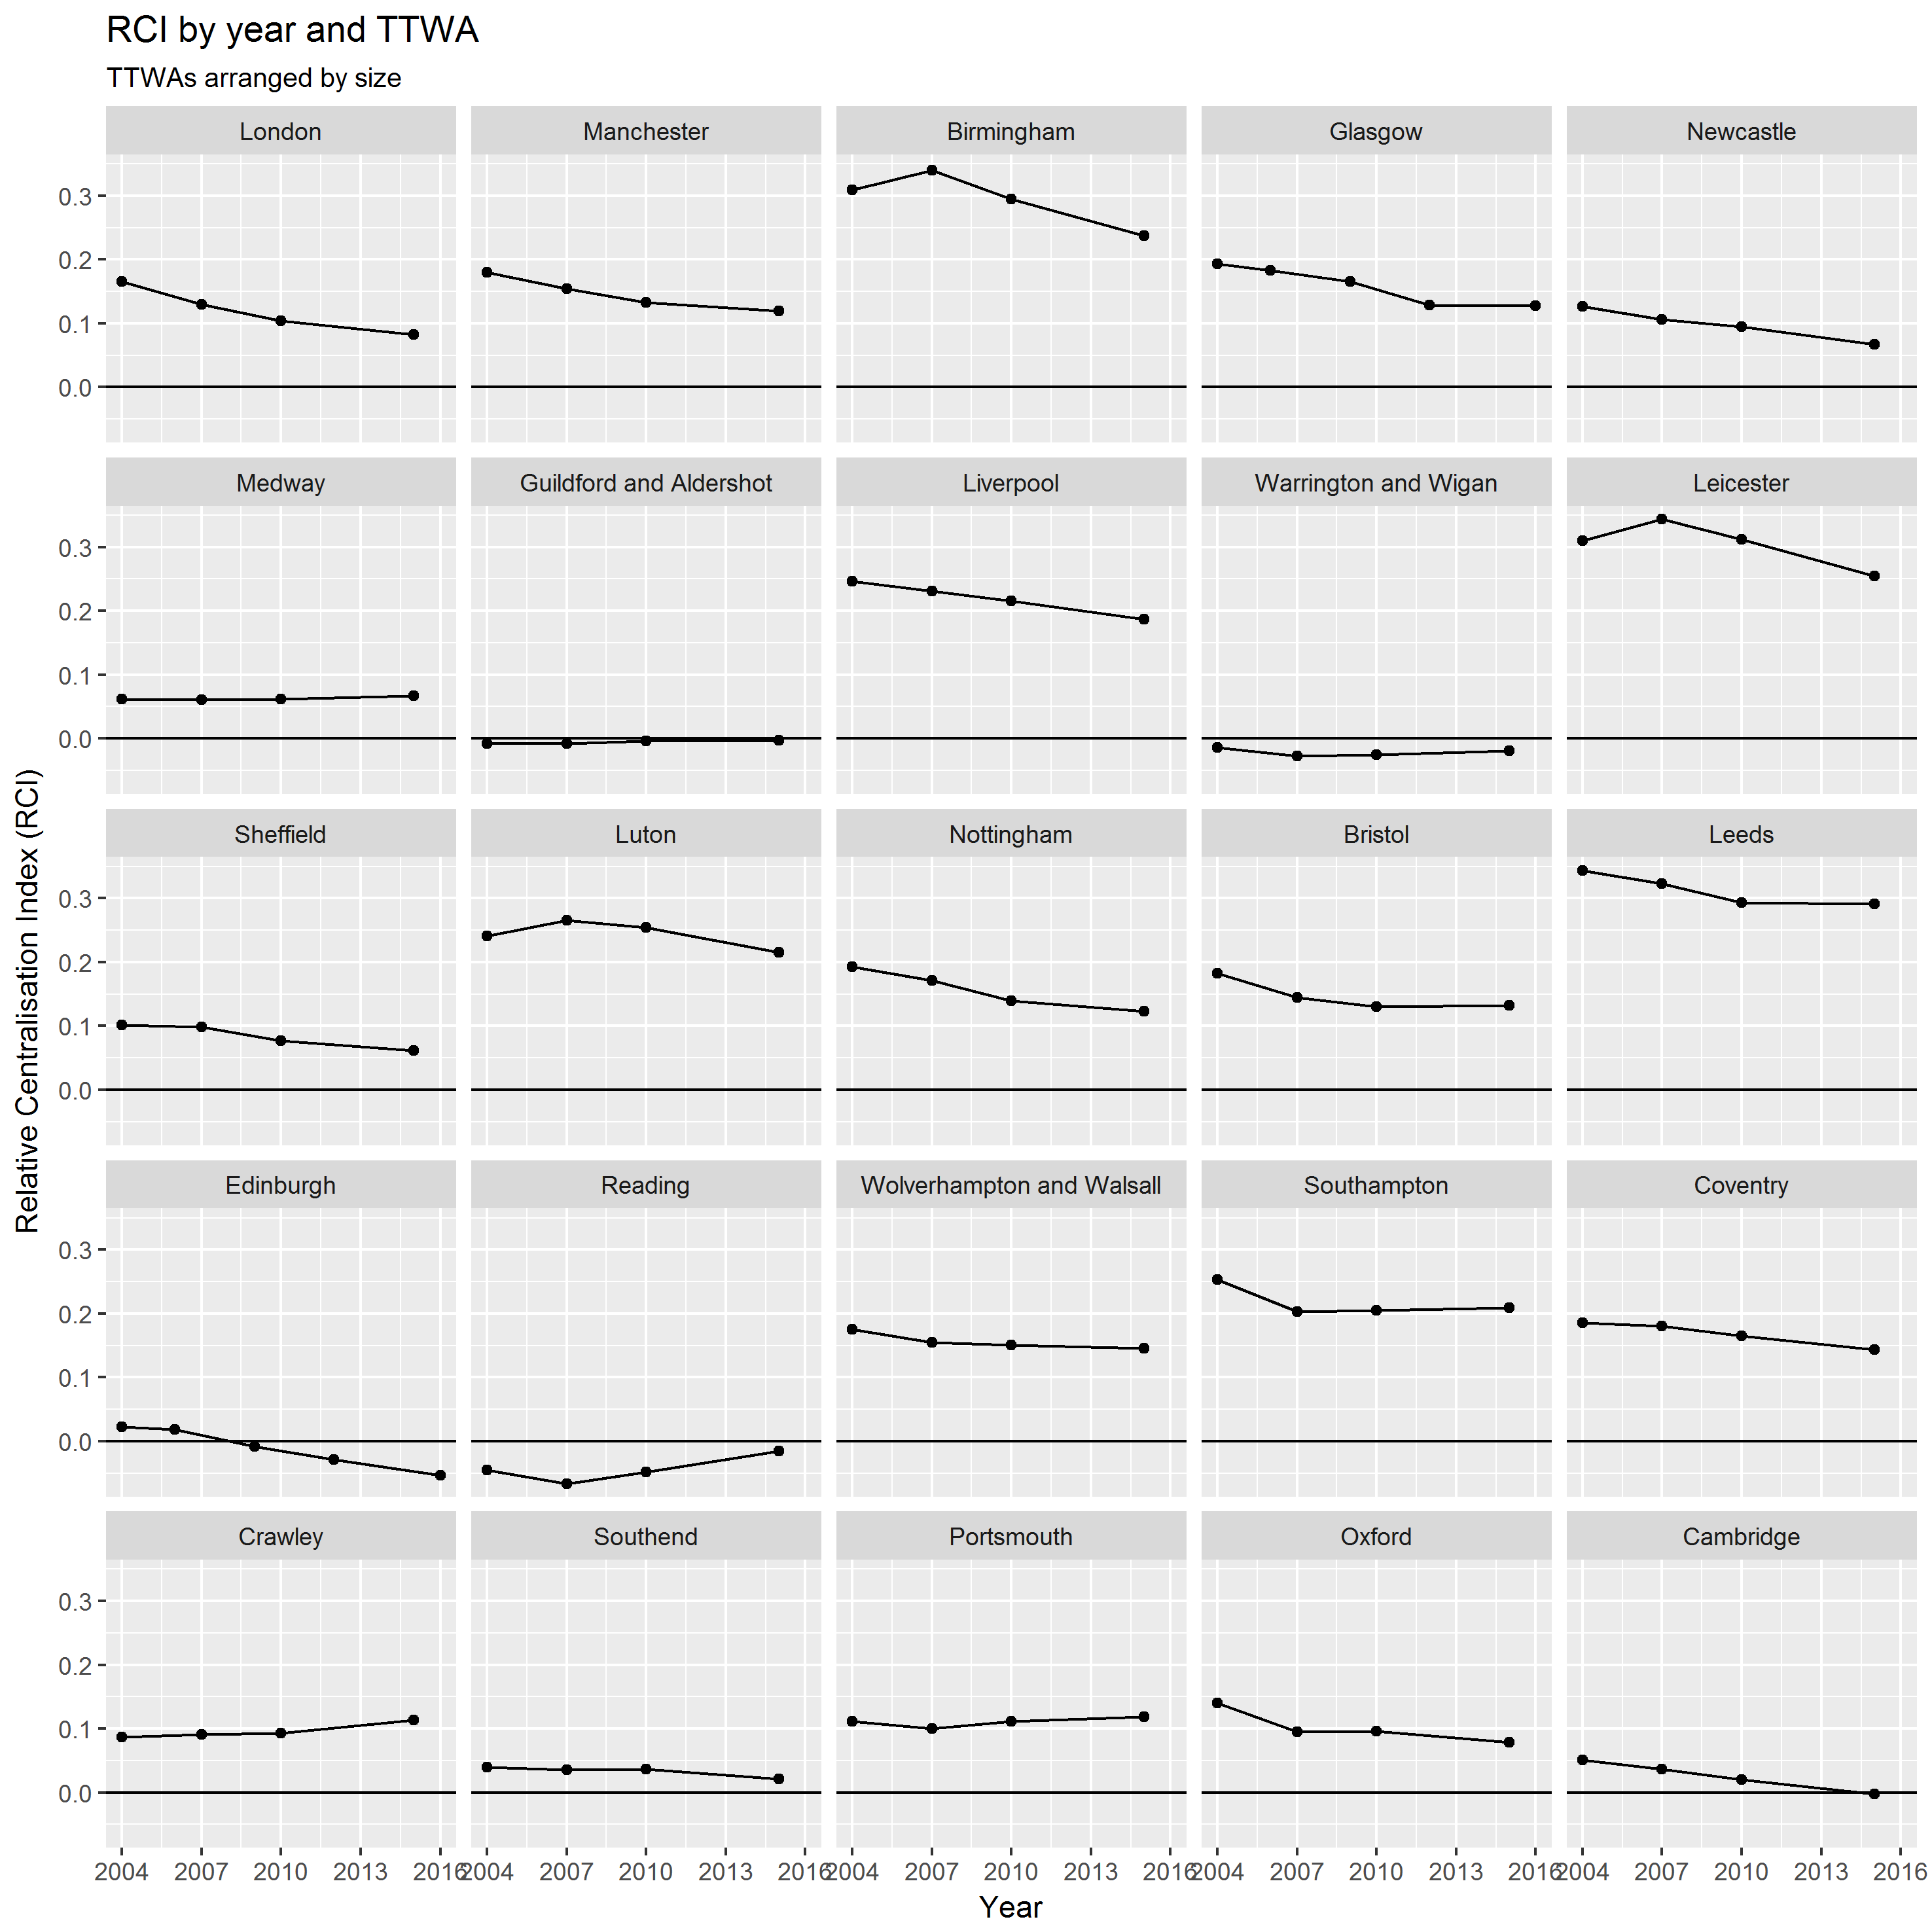 RCI by year and TTWA
TTWAs arranged by size
London Manchester Birmingham Glasgow Newcastle
0.3
0.2
0.1
0.0
Medway Guildford and Aldershot Liverpool Warrington and Wigan Leicester
0.3
0.2
0.1
0.0
Sheffield Luton Nottingham Bristol Leeds
0.3
0.2
0.1
0.0
Edinburgh Reading Wolverhampton and Walsall Southampton Coventry
0.3
0.2
0.1
0.0
Crawley Southend Portsmouth Oxford Cambridge
0.3
0.2
0.1
0.0
2004 2007 2010 2013 2016 2004 2007 2010 2013 2016 2004 2007 2010 2013 2016 2004 2007 2010 2013 2016 2004 2007 2010 2013 2016
Year
Relative Centralisation Index (RCI)